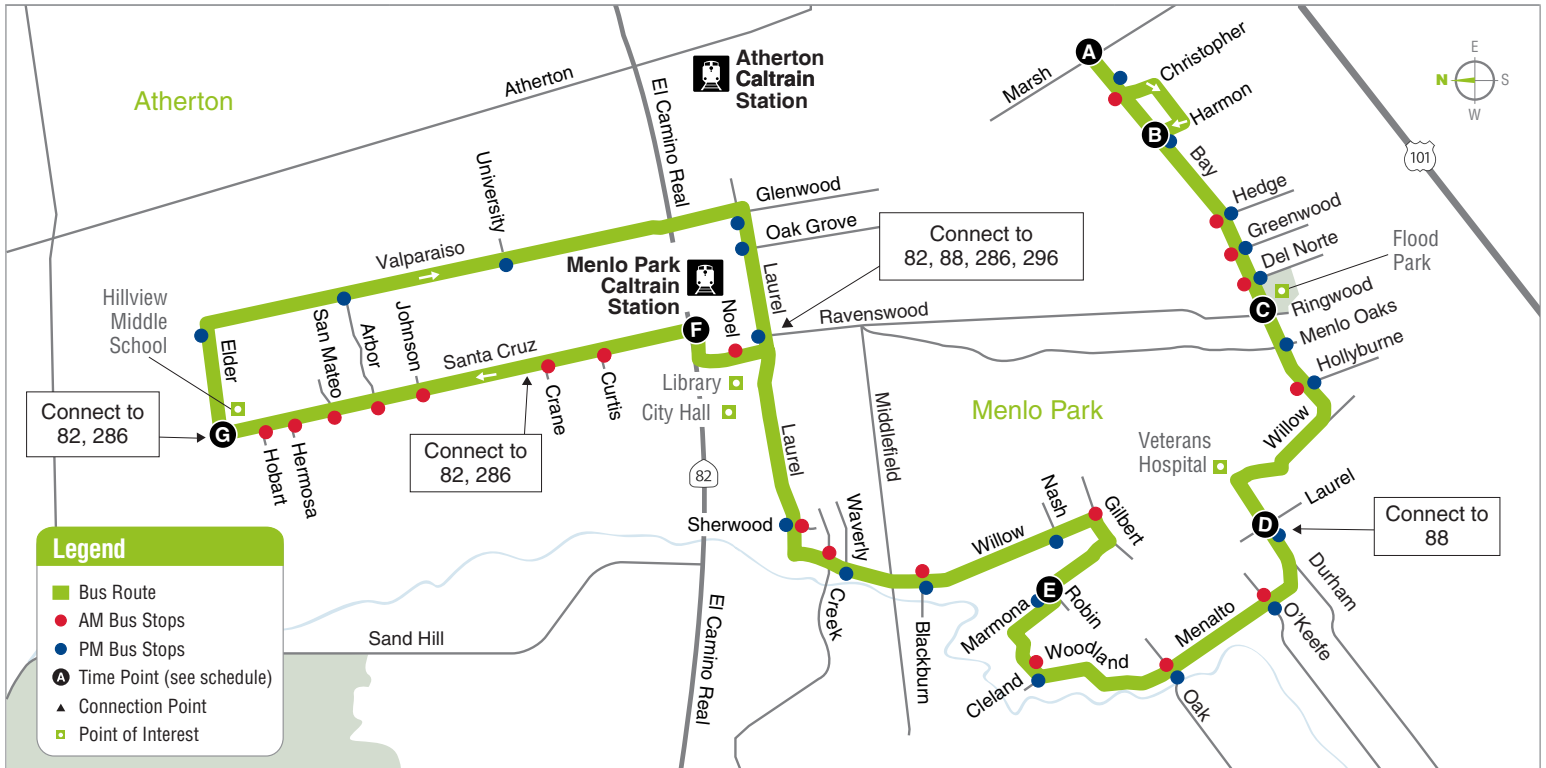 Atherton
Atherton
El Camino Real
Atherton
Caltrain
Station
Marsh
A
Christopher
Harmon
B
Bay
E
N
S
W
101
Hedge
Greenwood
Del Norte
Flood
Park
C
Ringwood
Menlo Oaks
Hollyburne
University
Valparaiso
Glenwood
Oak Grove
Laurel
Connect to
82, 88, 286, 296
Menlo Park
Caltrain
Station
F
Noel
Ravenswood
Hillview
Middle
School
Elder
San Mateo
Arbor
Johnson
Santa Cruz
Crane
Curtis
Library
City Hall
Connect to
82, 286
G
Hobart
Hermosa
Connect to
82, 286
82
Laurel
Middlefield
Menlo Park
Willow
Veterans
Hospital
Laurel
D
Connect to
88
Sherwood
Waverly
Creek
Willow
Nash
Gilbert
Blackburn
E
Robin
Marmona
Woodland
Cleland
Menalto
Oak
O'Keefe
Durham
Sand Hill
El Camino Real
Legend
Bus Route
AM Bus Stops
PM Bus Stops
A Time Point (see schedule)
Connection Point
Point of Interest